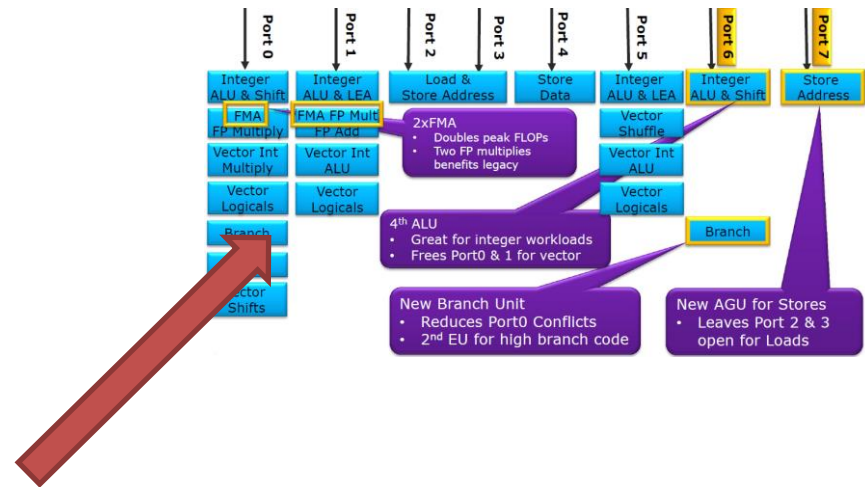 Port 0
Port 1
Port 2
Port 3
Port 4
Port 5
Port 6
Port 7
Integer
ALU & Shift
Integer
ALU & LEA
Load &
Store Address
Store
Data
Integer
ALU & LEA
Integer
ALU & Shift
Store
Address
FMA
FP Multiply
FMA FP Mult
FP Add
2xFMA
• Doubles peak FLOPs
• Two FP multiplies
benefits legacy
Vector
Shuffle
Vector Int
Multiply
Vector Int
ALU
Vector Int
ALU
Vector
Logicals
Vector
Logicals
Vector
Logicals
4th ALU
• Great for integer workloads
• Frees Port0 & 1 for vector
Branch
Branch
Shifts
New Branch Unit
• Reduces Port0 Conflicts
• 2nd EU for high branch code
New AGU for Stores
• Leaves Port 2 & 3
open for Loads